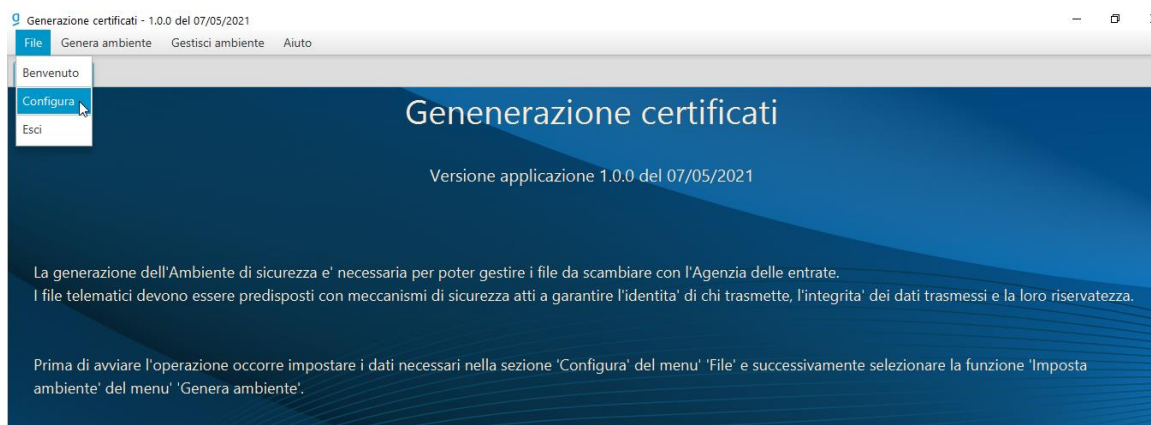 Generazione certificati - 1.0.0 del 07/05/2021
File Genera ambiente Gestisci ambiente Aiuto
Benvenuto
Configura
Esci
Genenerazione certificati
Versione applicazione 1.0.0 del 07/05/2021
La generazione dell'Ambiente di sicurezza e' necessaria per poter gestire i file da scambiare con l'Agenzia delle entrate.
I file telematici devono essere predisposti con meccanismi di sicurezza atti a garantire l'identita' di chi trasmette, l'integrita' dei dati trasmessi e la loro riservatezza.
Prima di avviare l'operazione occorre impostare i dati necessari nella sezione 'Configura' del menu' 'File' e successivamente selezionare la funzione 'Imposta
ambiente' del menu' 'Genera ambiente'.